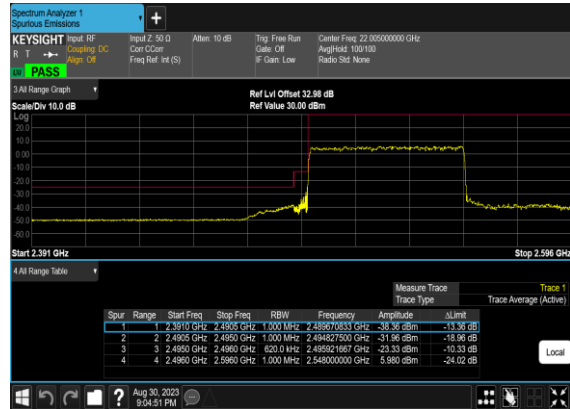 Spectrum Analyzer 1
Spurious Emissions
+
KEYSIGHT Input: RF Input Z: 50 Ω Atten: 10 dB Trig: Free Run Center Freq: 22.005000000 GHz
R T Coupling: DC Corr CCorr Gate: Off Avg|Hold: 100/100
Align: Off Freq Ref: Int (S) IF Gain: Low Radio Std: None
PASS
3 All Range Graph
Ref Lvl Offset 32.98 dB
Scale/Div 10.0 dB Ref Value 30.00 dBm
Log
20.0
10.0
0.00
-10.0
-20.0
-30.0
-40.0
-50.0
-60.0
Start 2.391 GHz Stop 2.596 GHz
4 All Range Table
Measure Trace Trace 1
Trace Type Trace Average (Active)
Spur Range Start Freq Stop Freq RBW Frequency Amplitude ΔLimit
1 1 2.3910 GHz 2.4905 GHz 1.000 MHz 2.489670833 GHz -38.36 dBm -13.36 dB
2 2 2.4905 GHz 2.4950 GHz 1.000 MHz 2.494827500 GHz -31.96 dBm -18.96 dB
3 3 2.4950 GHz 2.4960 GHz 620.0 kHz 2.495921667 GHz -23.33 dBm -10.33 dB
4 4 2.4960 GHz 2.5960 GHz 1.000 MHz 2.548000000 GHz 5.980 dBm -24.02 dB
Local
? Aug 30, 2023
9:04:51 PM